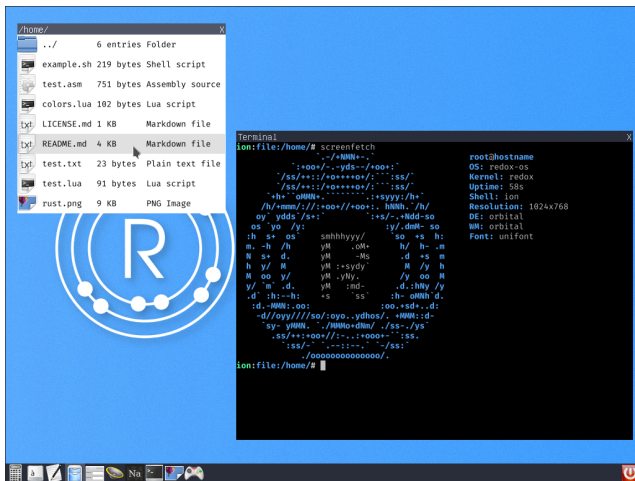 /home/ X
../ 6 entries Folder
example.sh 219 bytes Shell script
test.asm 751 bytes Assembly source
colors.lua 102 bytes Lua script
txt LICENSE.md 1 KB Markdown file
txt README.md 4 KB Markdown file
txt test.txt 23 bytes Plain text file
test.lua 91 bytes Lua script
rust.png 9 KB PNG Image
R
Terminal X
ion:file:/home/# screenfetch
root@hostname
OS: redox-os
Kernel: redox
Uptime: 58s
Shell: ion
Resolution: 1024x768
DE: orbital
WM: orbital
Font: unifont
ion:file:/home/#
à
Na